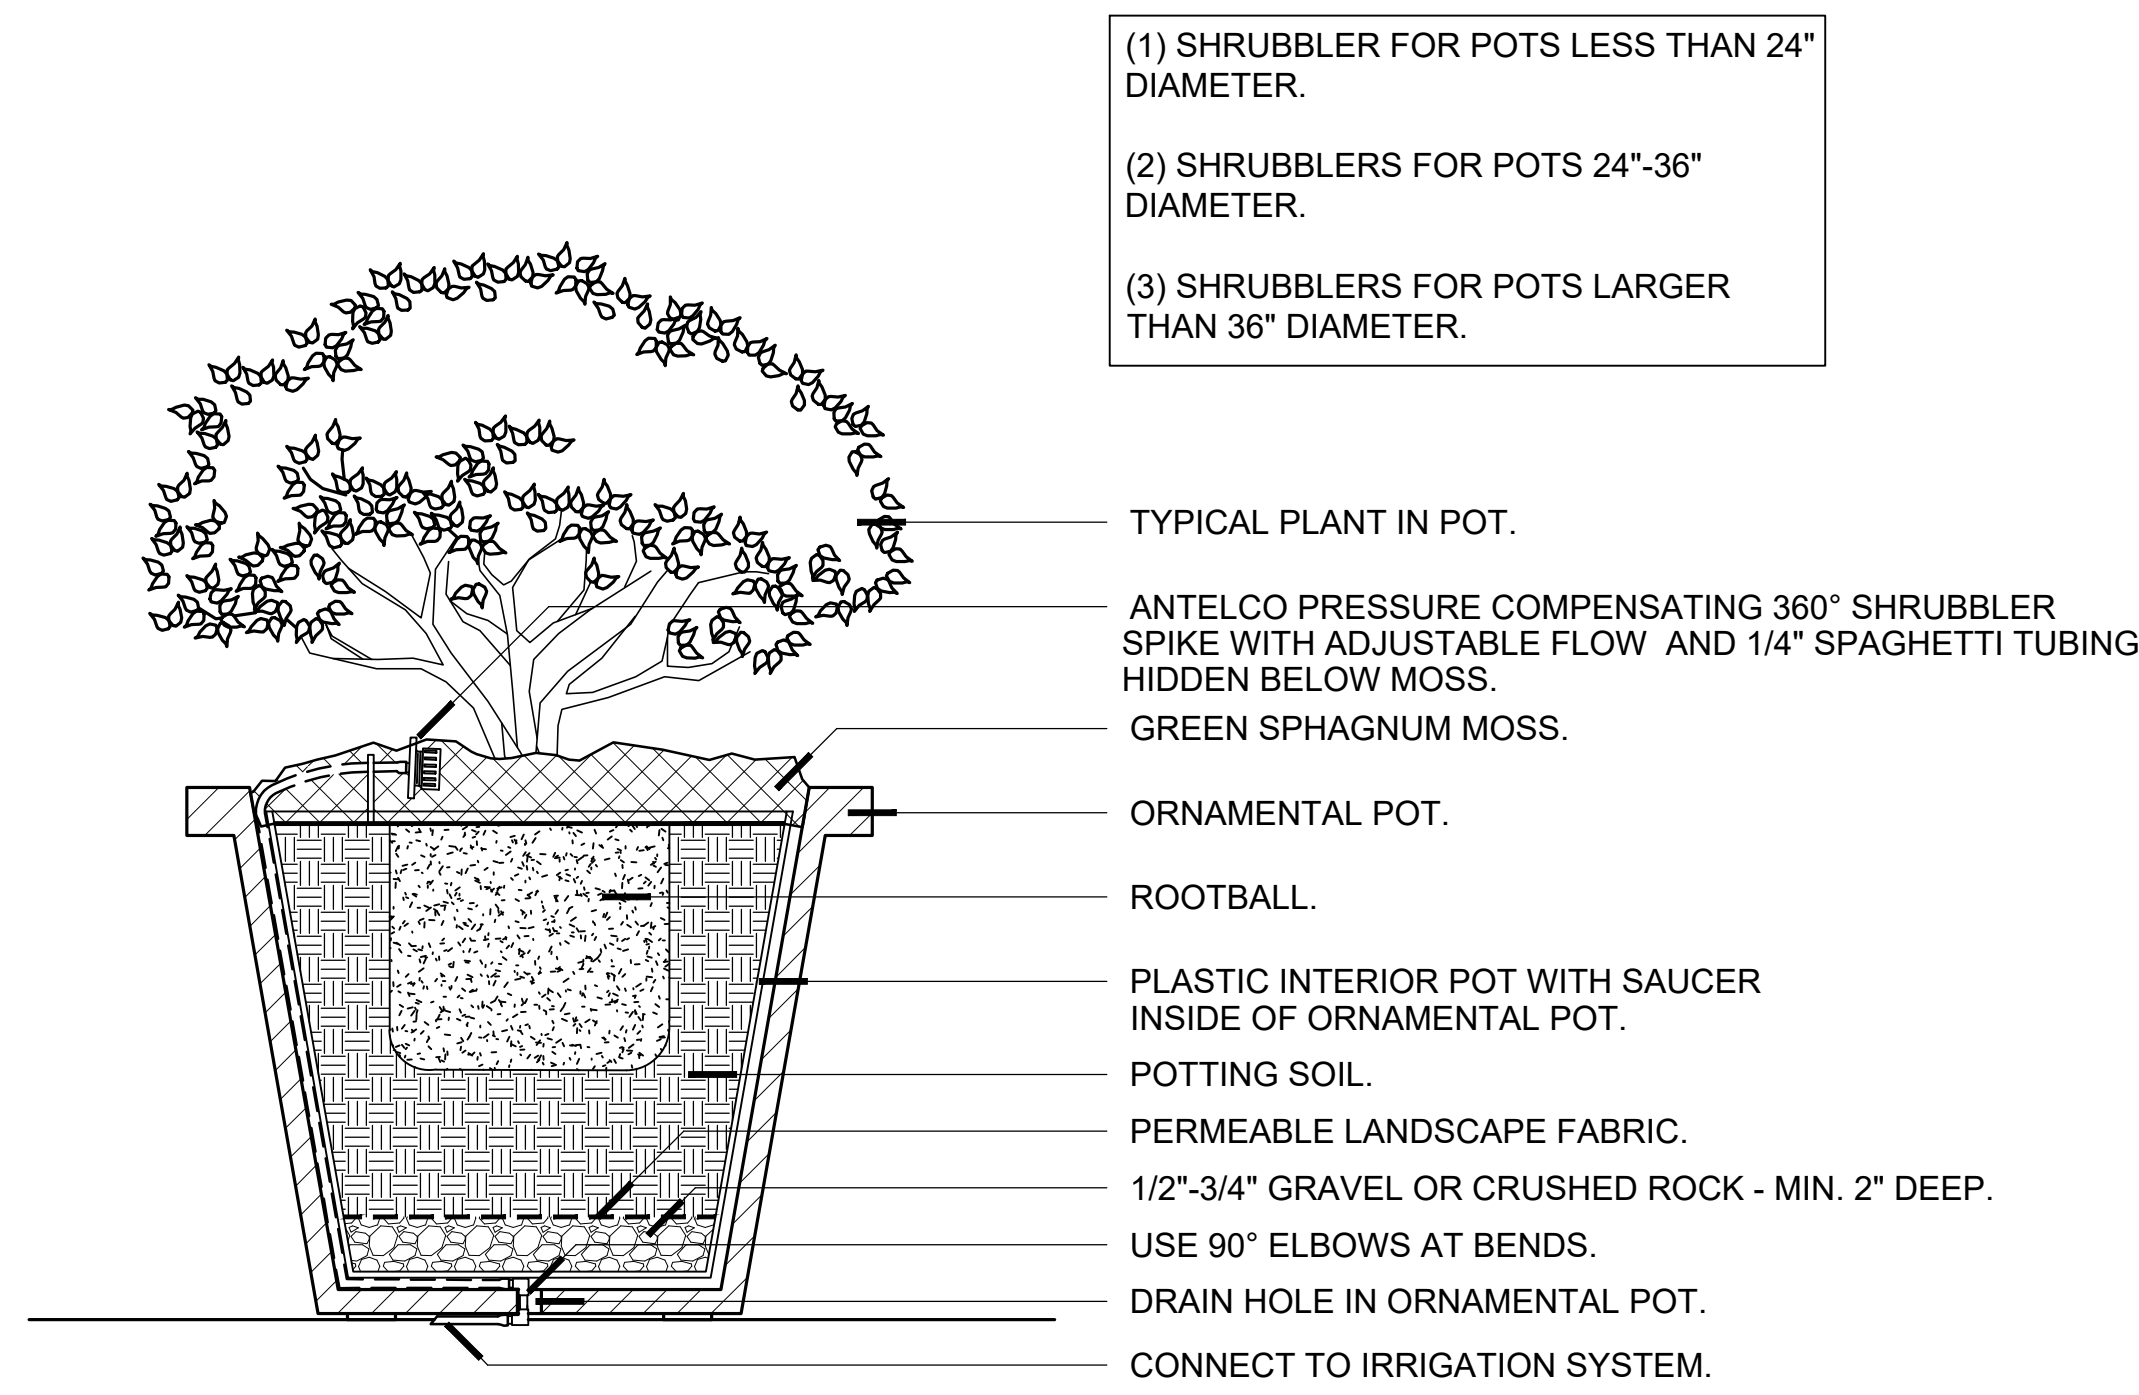 (1) SHRUBBLER FOR POTS LESS THAN 24"
DIAMETER.
(2) SHRUBBLERS FOR POTS 24"-36"
DIAMETER.
(3) SHRUBBLERS FOR POTS LARGER
THAN 36" DIAMETER.
TYPICAL PLANT IN POT.
ANTELCO PRESSURE COMPENSATING 360° SHRUBBLER
SPIKE WITH ADJUSTABLE FLOW  AND 1/4" SPAGHETTI TUBING
HIDDEN BELOW MOSS.
GREEN SPHAGNUM MOSS.
ORNAMENTAL POT.
ROOTBALL.
PLASTIC INTERIOR POT WITH SAUCER
INSIDE OF ORNAMENTAL POT.
POTTING SOIL.
PERMEABLE LANDSCAPE FABRIC.
1/2"-3/4" GRAVEL OR CRUSHED ROCK - MIN. 2" DEEP.
USE 90° ELBOWS AT BENDS.
DRAIN HOLE IN ORNAMENTAL POT.
CONNECT TO IRRIGATION SYSTEM.